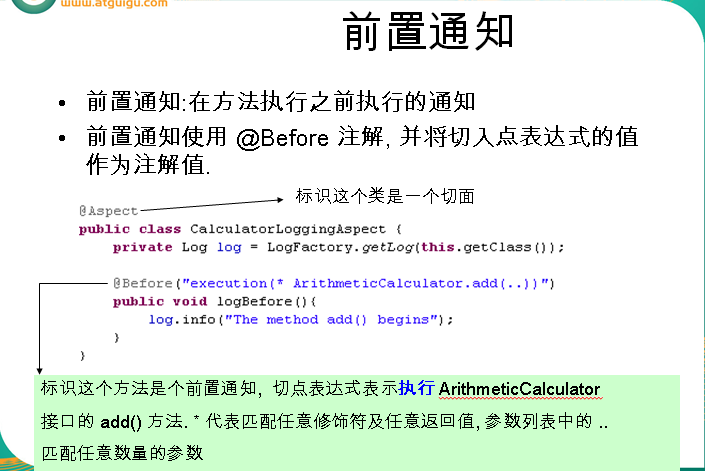 www.atguigu.com
前置通知
• 前置通知:在方法执行之前执行的通知
• 前置通知使用 @Before 注解, 并将切入点表达式的值
作为注解值.
标识这个类是一个切面
@Aspect
public class CalculatorLoggingAspect {
private Log log = LogFactory.getLog(this.getClass());
@Before("execution(* ArithmeticCalculator.add(..))")
public void logBefore(){
log.info("The method add() begins");
}
}
标识这个方法是个前置通知, 切点表达式表示执行 ArithmeticCalculator
接口的 add() 方法. * 代表匹配任意修饰符及任意返回值, 参数列表中的 ..
匹配任意数量的参数